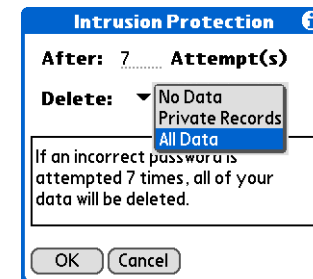 Intrusion Protection i
After: 7 Attempt(s)
Delete: No Data
Private Records
All Data
If an incorrect password is
attempted 7 times, all of your
data will be deleted.
OK Cancel